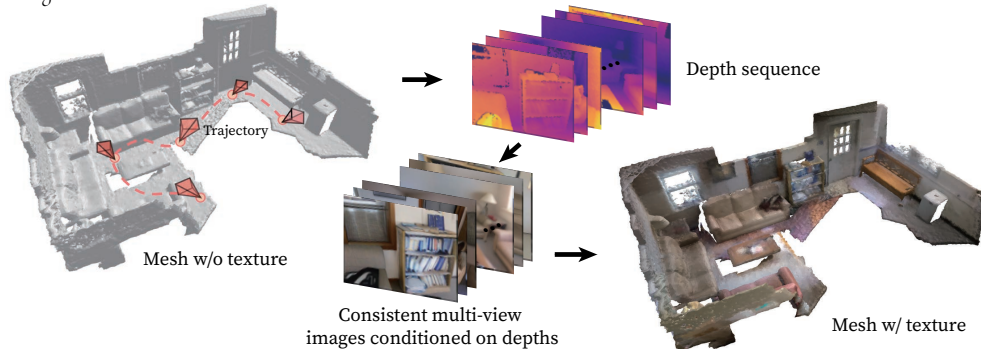 Depth sequence
Trajectory
Mesh w/o texture
Consistent multi-view
images conditioned on depths
Mesh w/ texture